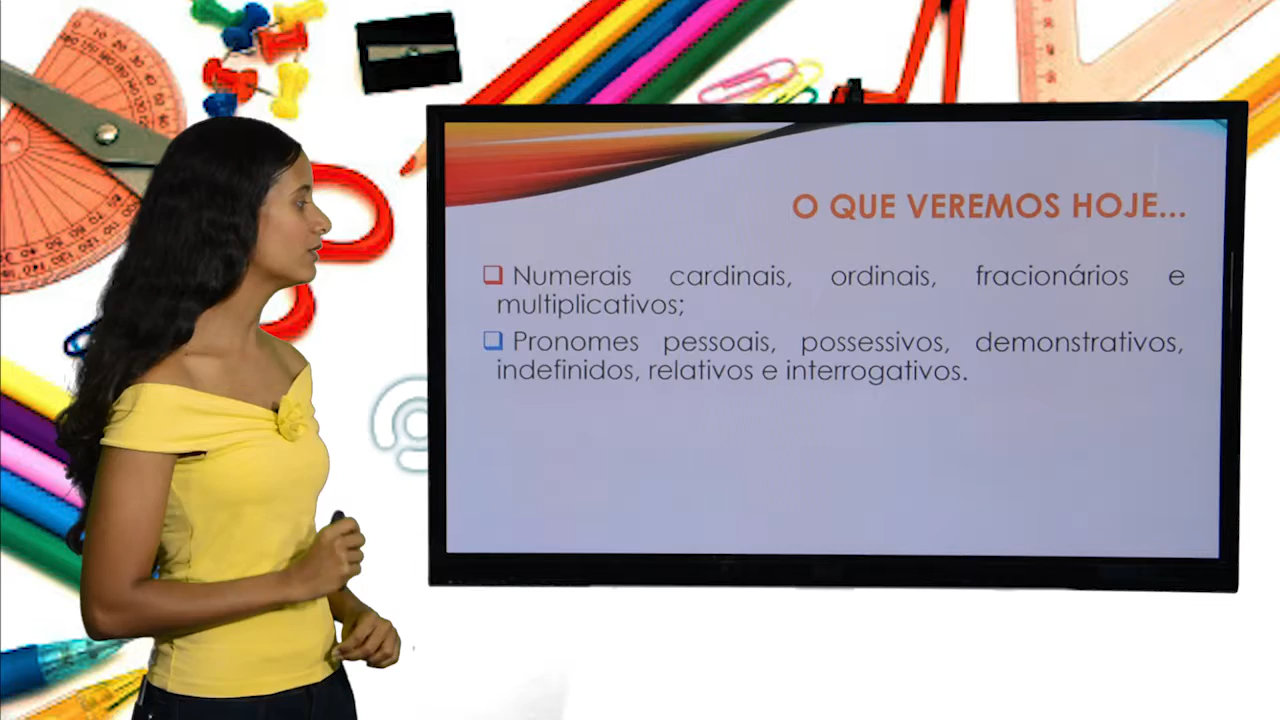 O QUE VEREMOS HOJE...
Numerais cardinais, ordinais, fracionários e
multiplicativos;
Pronomes pessoais, possessivos, demonstrativos,
indefinidos, relativos e interrogativos.